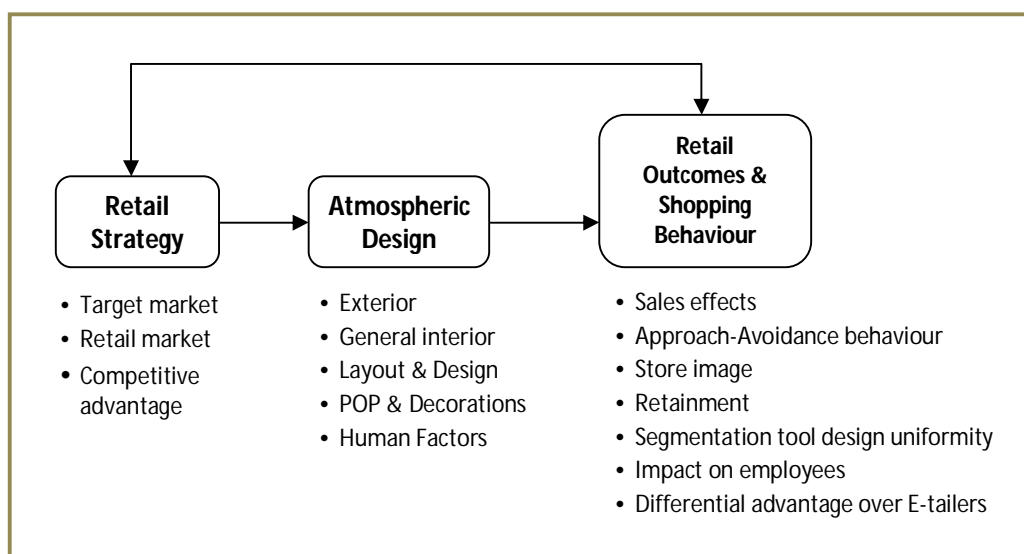 Retail
Strategy
• Target market
• Retail market
• Competitive
advantage
Atmospheric
Design
• Exterior
• General interior
• Layout & Design
• POP & Decorations
• Human Factors
Retail
Outcomes &
Shopping
Behaviour
• Sales effects
• Approach-Avoidance behaviour
• Store image
• Retainment
• Segmentation tool design uniformity
• Impact on employees
• Differential advantage over E-tailers